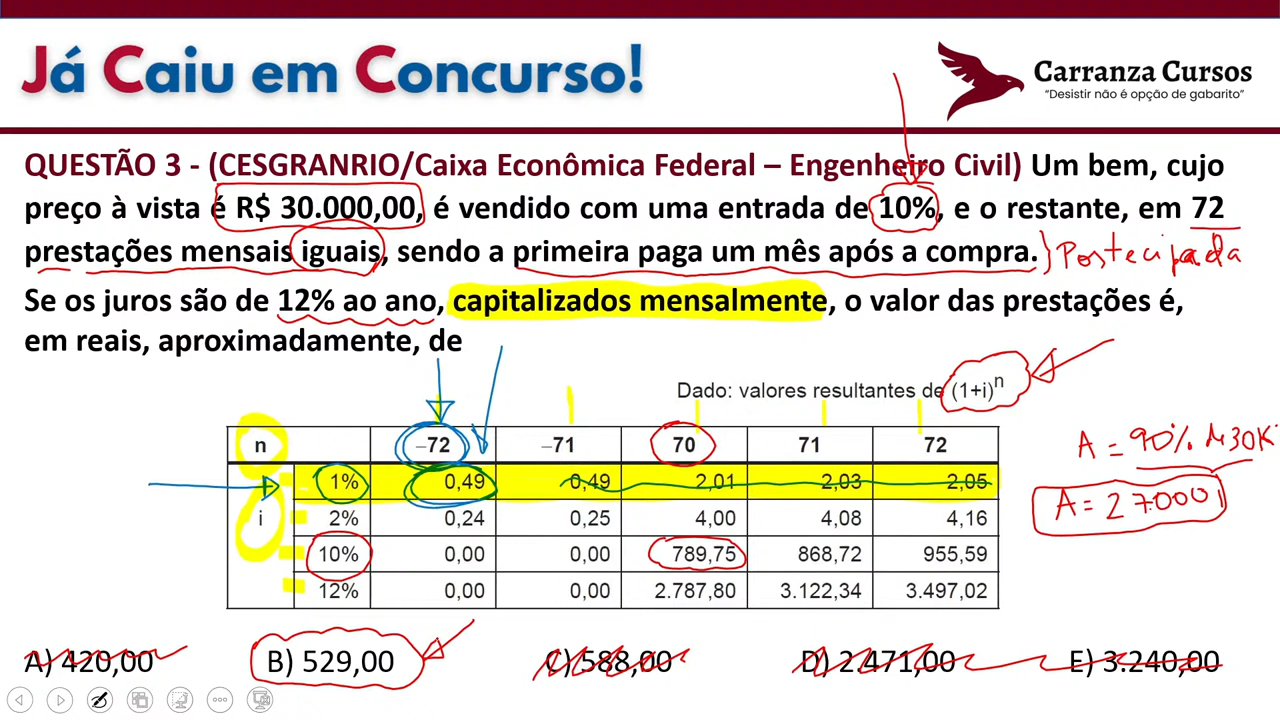 Já Caiu em Concurso!
Carranza Cursos
“Desistir não é opção de gabarito”
QUESTÃO 3 - (CESGRANRIO/Caixa Econômica Federal – Engenheiro Civil) Um bem, cujo
preço à vista é R$ 30.000,00, é vendido com uma entrada de 10%, e o restante, em 72
prestações mensais iguais, sendo a primeira paga um mês após a compra. } Postecipada
Se os juros são de 12% ao ano, capitalizados mensalmente, o valor das prestações é,
em reais, aproximadamente, de
Dado: valores resultantes de (1+i)ⁿ
n –72 –71 70 71 72
1% 0,49 0,49 2,01 2,03 2,05
i 2% 0,24 0,25 4,00 4,08 4,16
10% 0,00 0,00 789,75 868,72 955,59
12% 0,00 0,00 2.787,80 3.122,34 3.497,02
A = 90% d 30K
A = 27000
A) 420,00 B) 529,00 C) 588,00 D) 2.471,00 E) 3.240,00